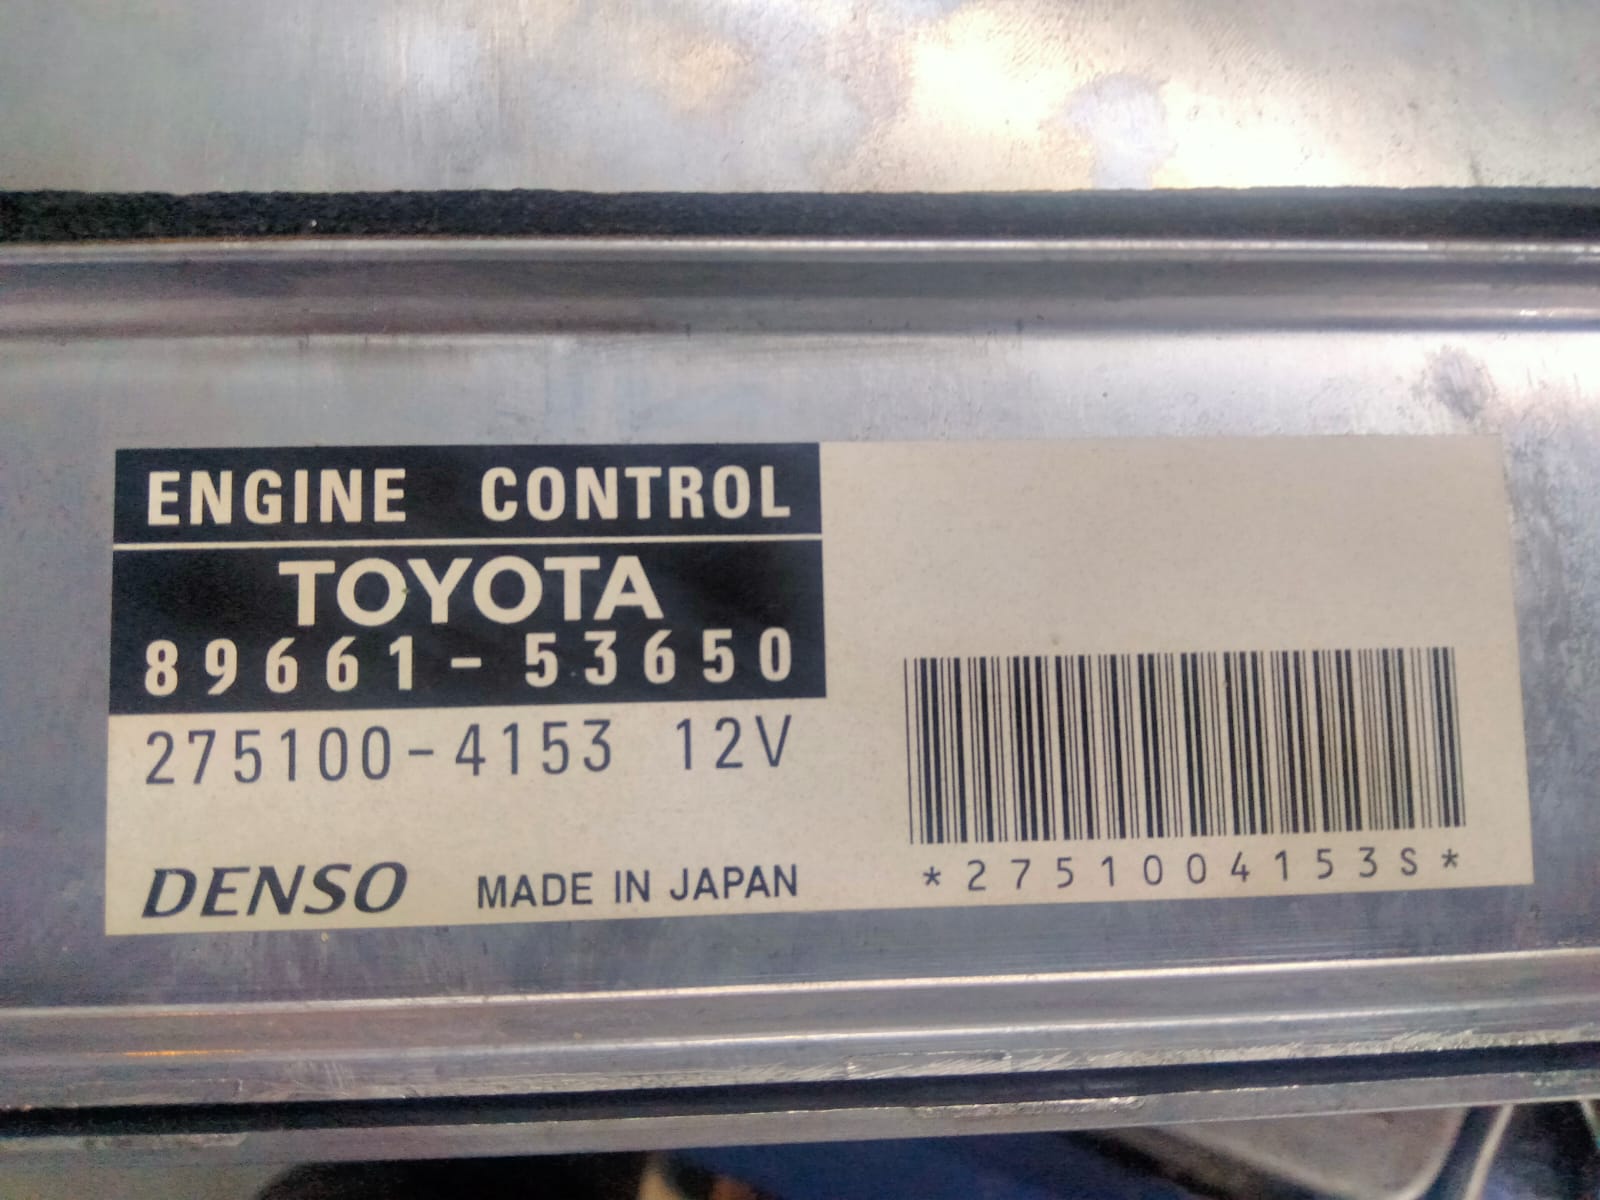 ENGINE CONTROL
TOYOTA
89661-53650
275100-4153 12V
DENSO MADE IN JAPAN
*2751004153S*